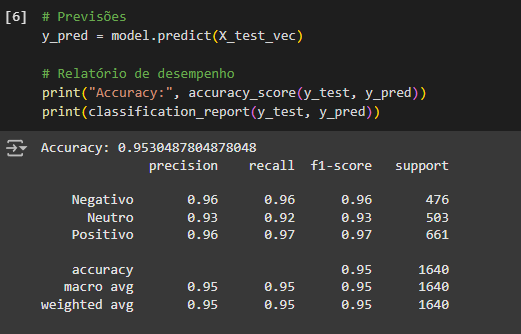 [6] # Previsões
y_pred = model.predict(X_test_vec)
# Relatório de desempenho
print("Accuracy:", accuracy_score(y_test, y_pred))
print(classification_report(y_test, y_pred))
Accuracy: 0.9530487804878048
precision recall f1-score support
Negativo 0.96 0.96 0.96 476
Neutro 0.93 0.92 0.93 503
Positivo 0.96 0.97 0.97 661
accuracy 0.95 1640
macro avg 0.95 0.95 0.95 1640
weighted avg 0.95 0.95 0.95 1640